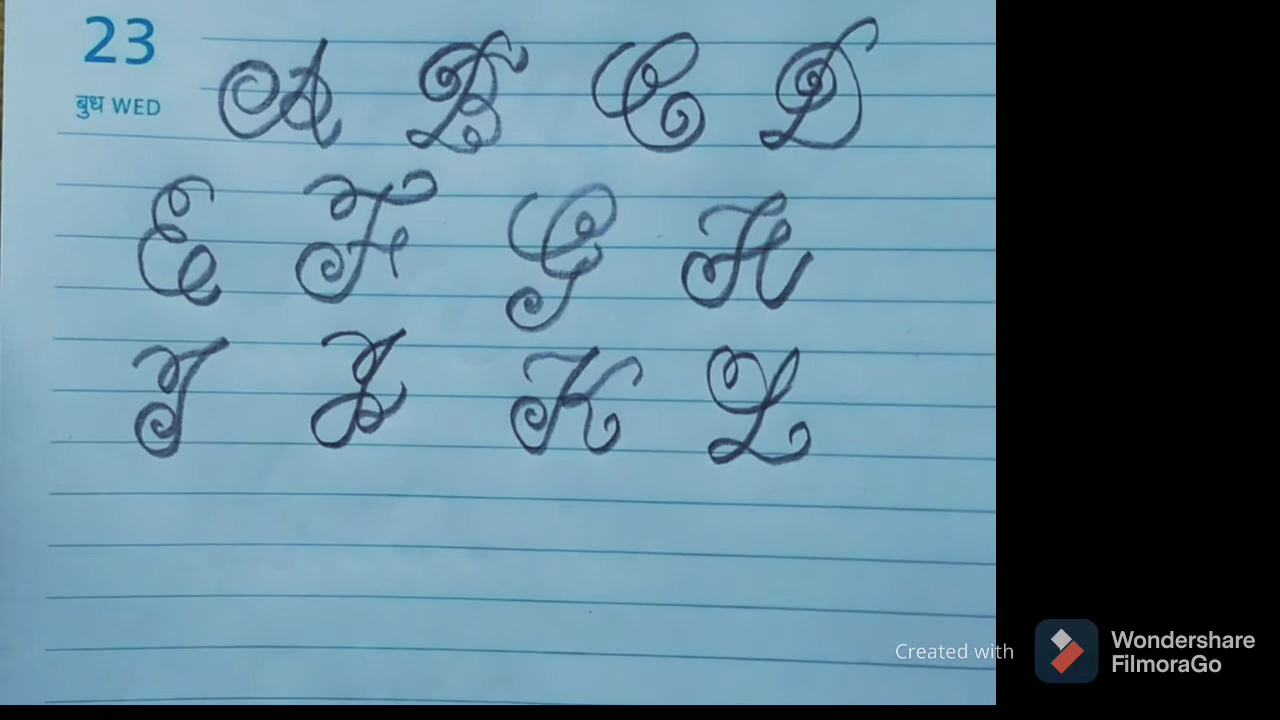 23
बुध WED
A B C D
E F G H
I J K L
Created with Wondershare
FilmoraGo